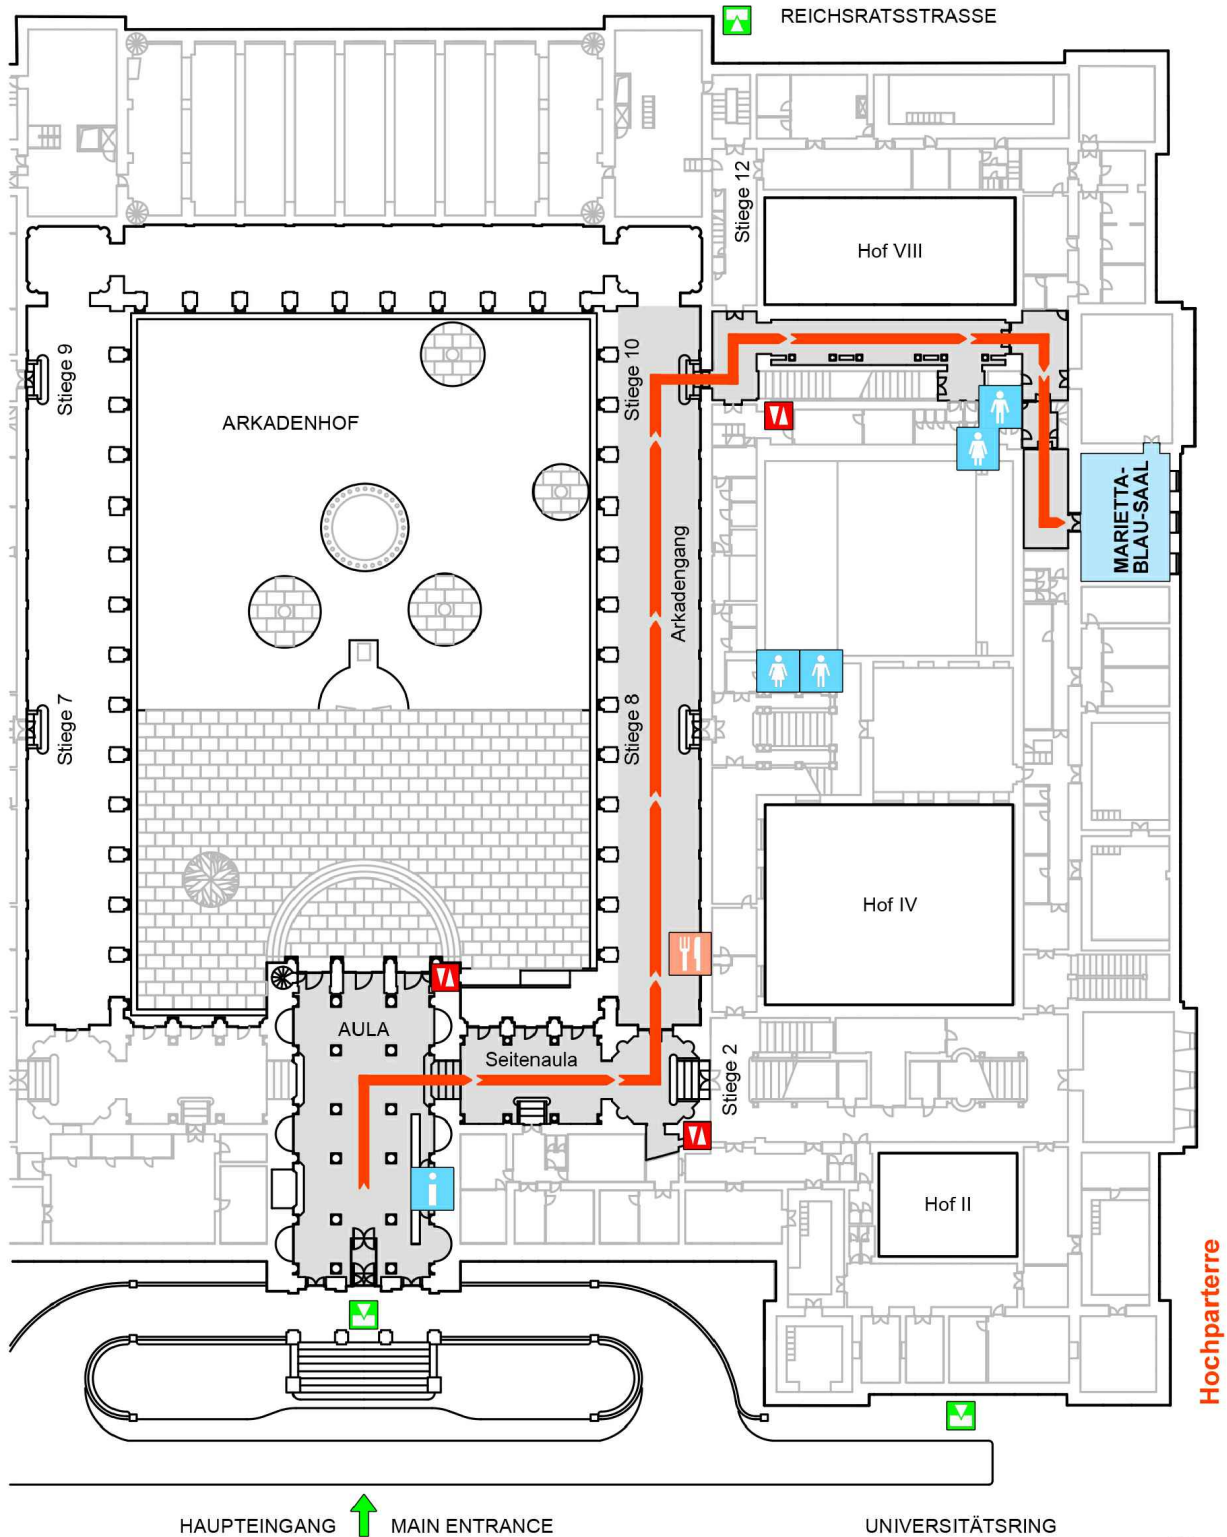 REICHSRATSSTRASSE
Stiege 12
Hof VIII
Stiege 9
Stiege 10
ARKADENHOF
MARIETTA-
BLAU-SAAL
Arkadengang
Stiege 7
Stiege 8
Hof IV
AULA
Seitenaula
Stiege 2
i
Hof II
Hochparterre
HAUPTEINGANG
MAIN ENTRANCE
UNIVERSITÄTSRING